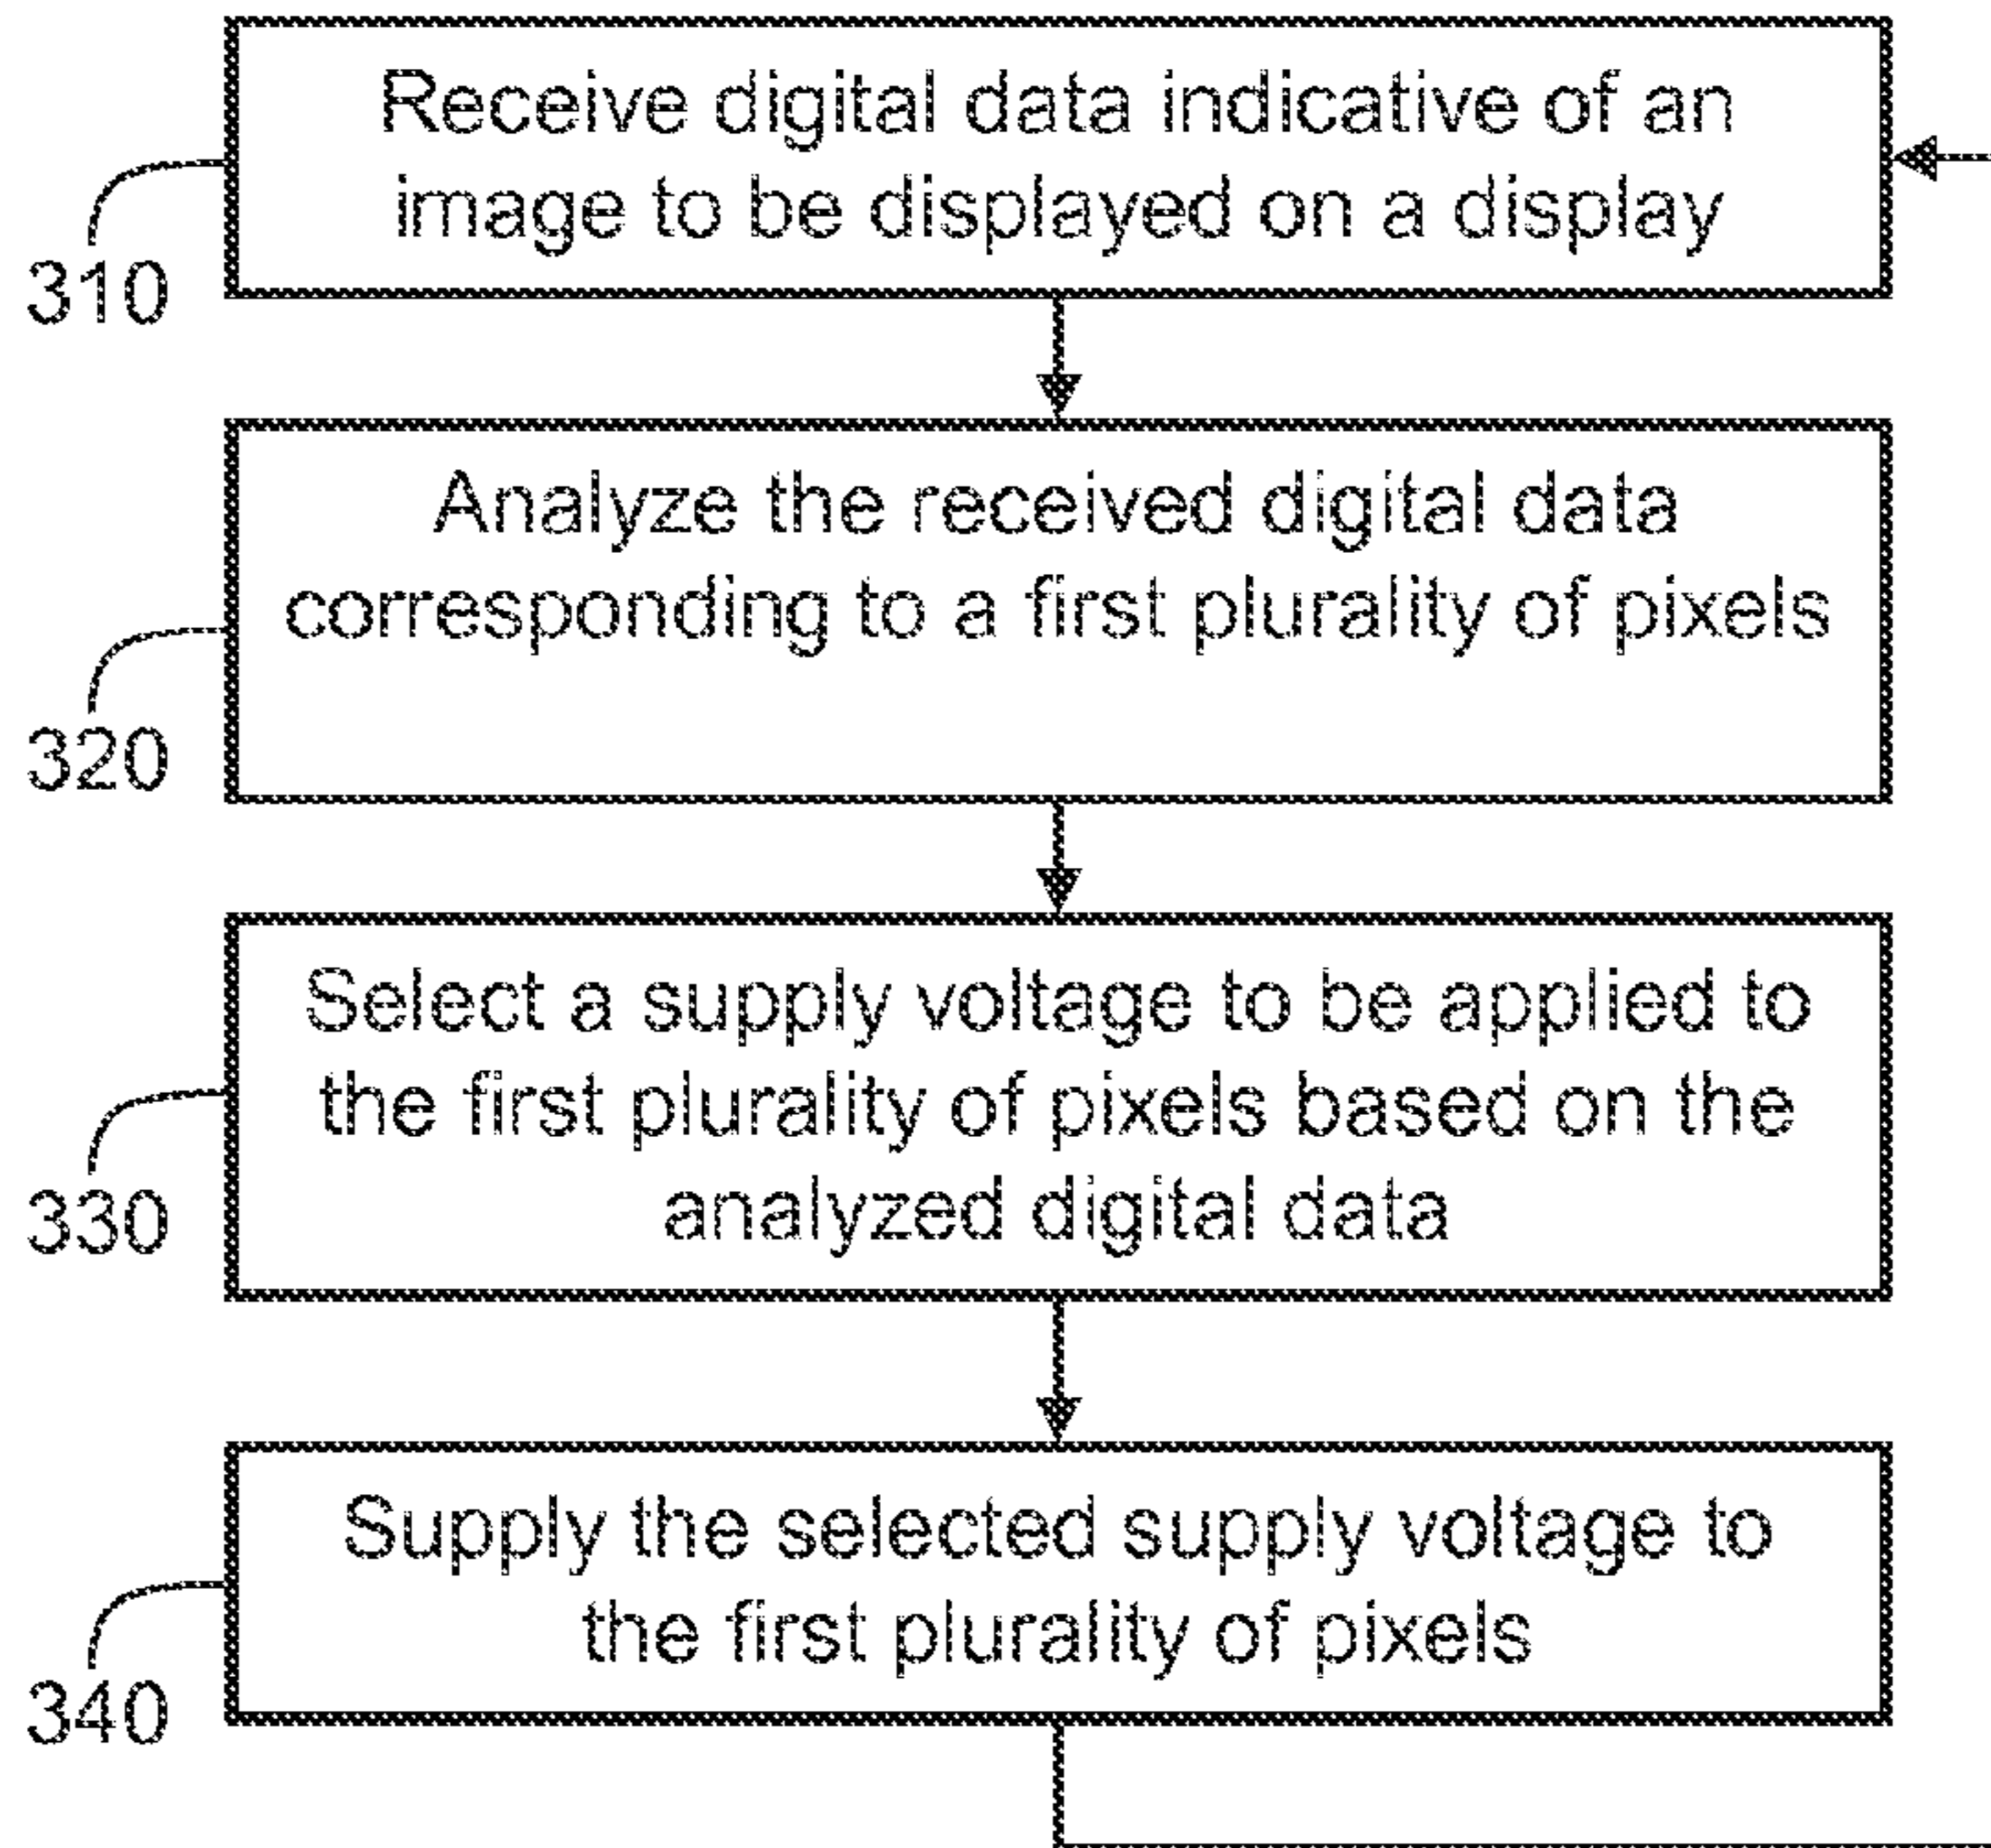 Receive digital data indicative of an
image to be displayed on a display
310
Analyze the received digital data
corresponding to a first plurality of pixels
320
Select a supply voltage to be applied to
the first plurality of pixels based on the
analyzed digital data
330
Supply the selected supply voltage to
the first plurality of pixels
340